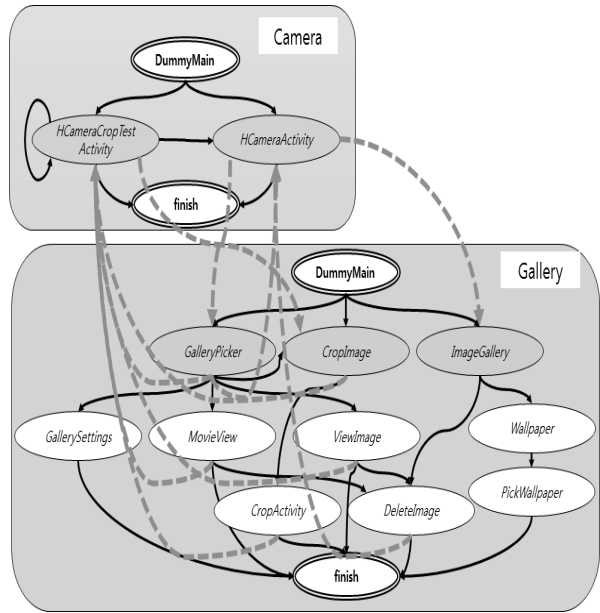 Camera
DummyMain
HCameraCropTest
Activity
HCameraActivity
finish
DummyMain
Gallery
GalleryPicker
CropImage
ImageGallery
GallerySettings
MovieView
ViewImage
Wallpaper
CropActivity
DeleteImage
PickWallpaper
finish